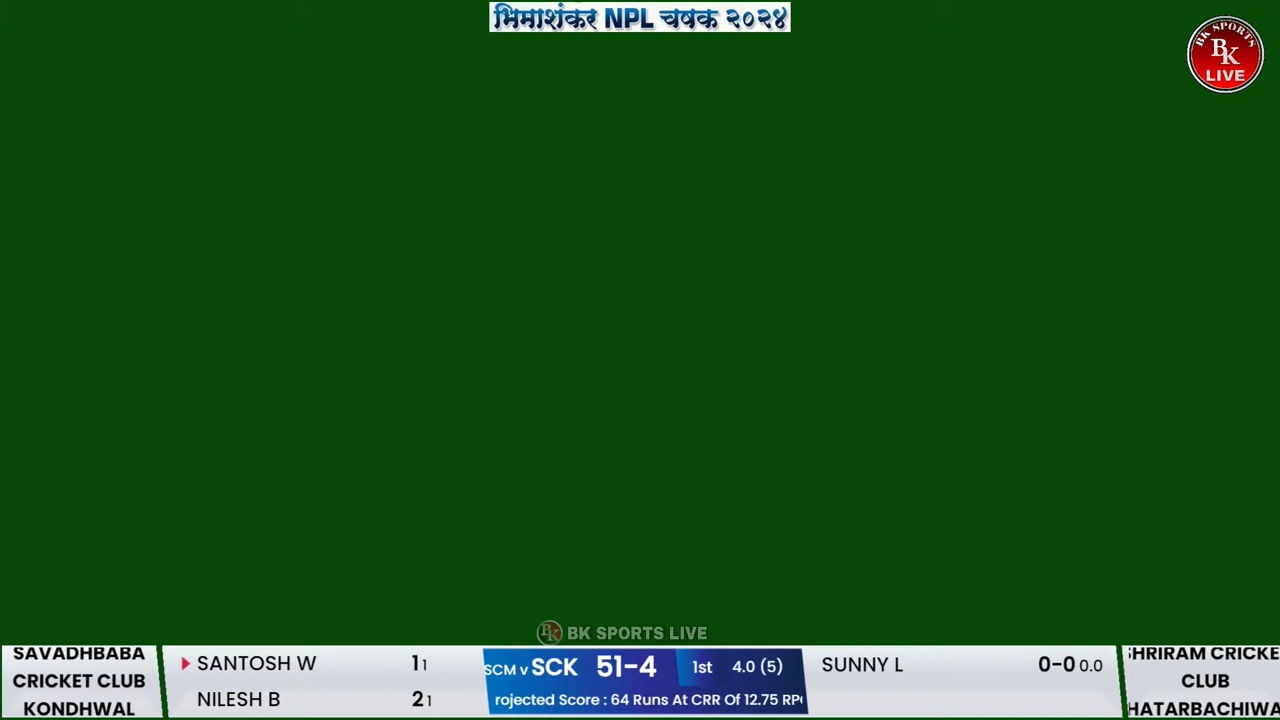 भिमाशंकर NPL चषक २०२४
BK SPORTS
BK
LIVE
BK SPORTS LIVE
SAVADHBABA
CRICKET CLUB
KONDHWAL
SANTOSH W 1 1
NILESH B 2 1
SCM v SCK 51-4 1st 4.0 (5)
rojected Score : 64 Runs At CRR Of 12.75 RP
SUNNY L 0-0 0.0
HRIRAM CRICKE
CLUB
HATARBACHIWA